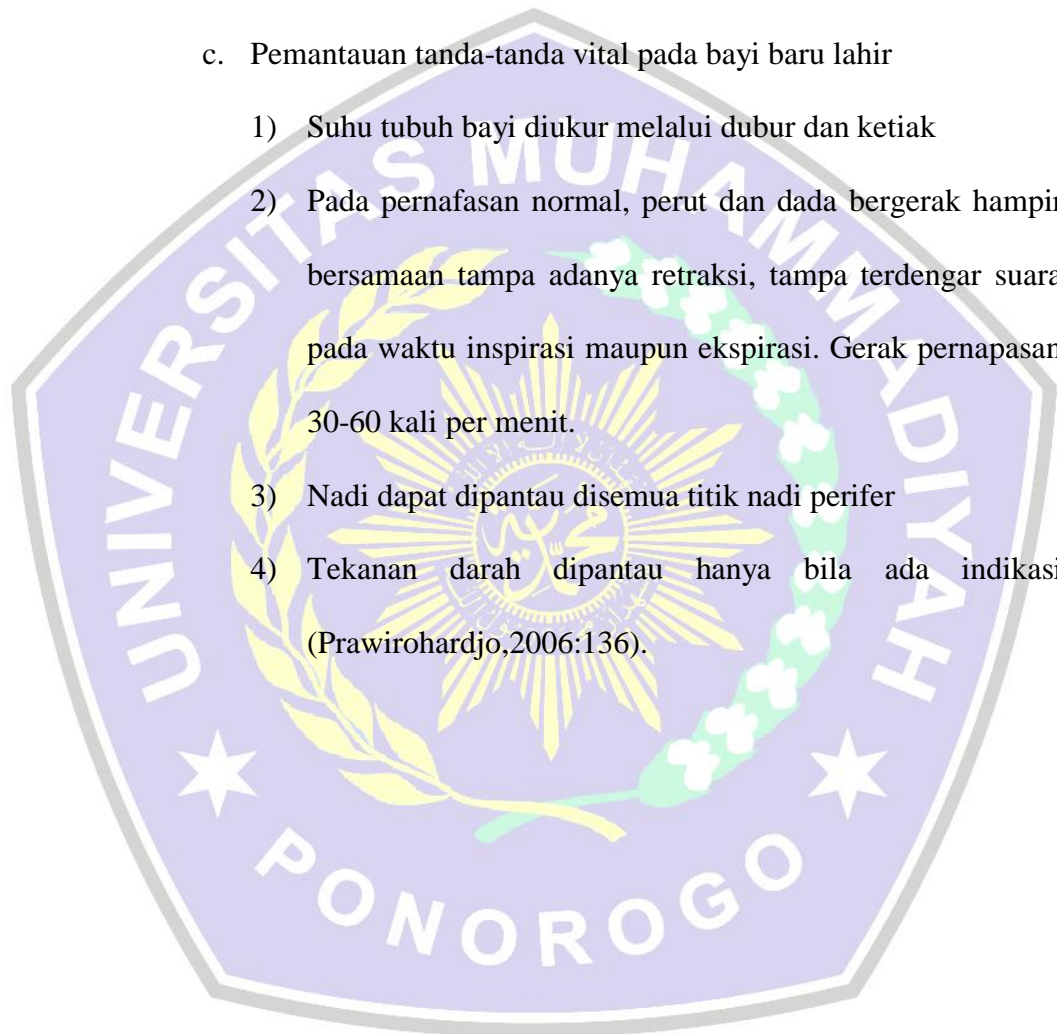 c. Pemantauan tanda-tanda vital pada bayi baru lahir
1) Suhu tubuh bayi diukur melalui dubur dan ketiak
2) Pada pernafasan normal, perut dan dada bergerak hampir
bersamaan tampa adanya retraksi, tampa terdengar suara
pada waktu inspirasi maupun ekspirasi. Gerak pernapasan
30-60 kali per menit.
3) Nadi dapat dipantau disemua titik nadi perifer
4) Tekanan darah dipantau hanya bila ada indikasi
(Prawirohardjo,2006:136).
UNIVERSITAS MUHAMMADIYAH
PONOROGO